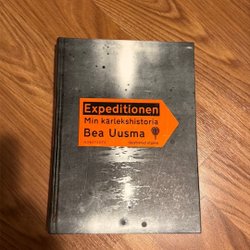 Expeditionen
Min kärlekshistoria
Bea Uusma